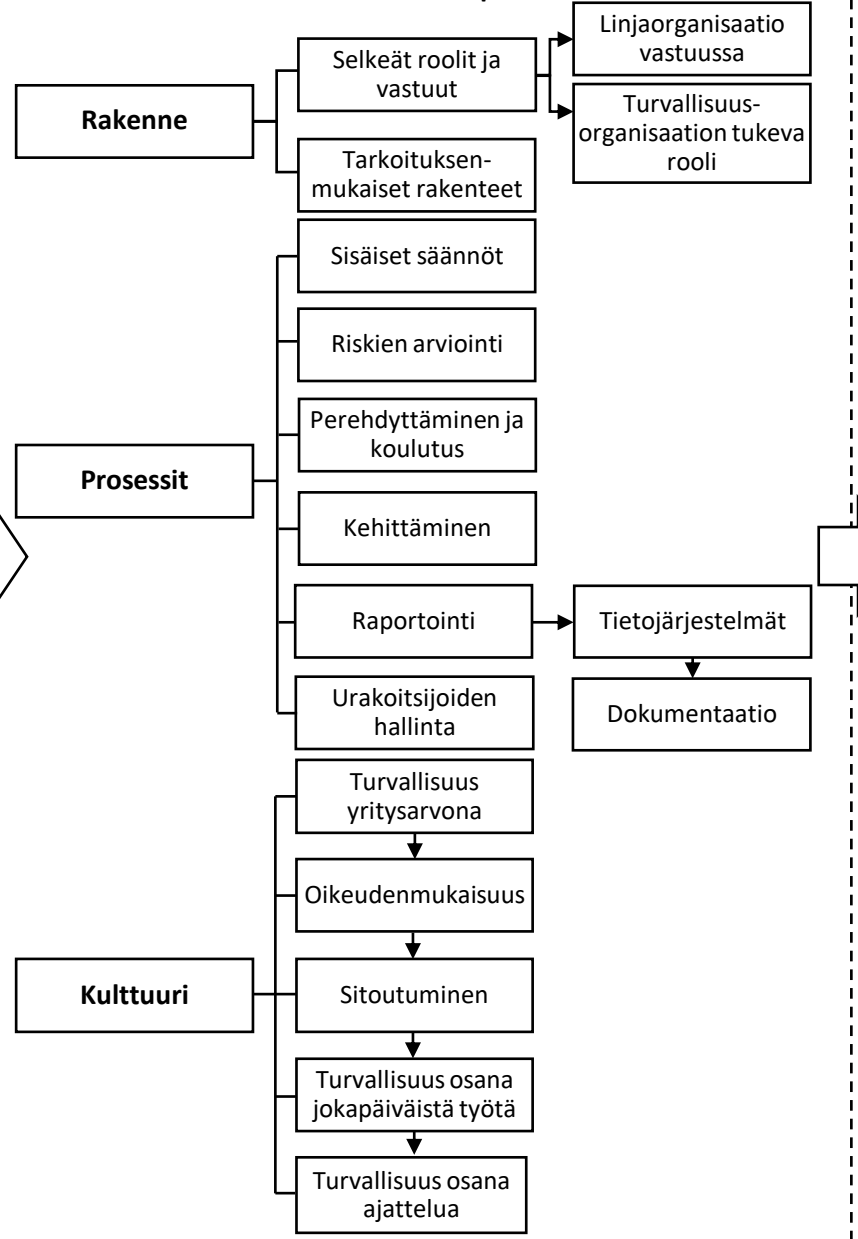 Linjaorganisaatio
vastuussa
Selkeät roolit ja
vastuut
Rakenne
Turvallisuus-
organisaation tukeva
rooli
Tarkoituksen-
mukaiset rakenteet
Sisäiset säännöt
Riskien arviointi
Perehdyttäminen ja
koulutus
Prosessit
Kehittäminen
Raportointi
Tietojärjestelmät
Urakoitsijoiden
hallinta
Dokumentaatio
Turvallisuus
yritysarvona
Oikeudenmukaisuus
Kulttuuri
Sitoutuminen
Turvallisuus osana
jokapäiväistä työtä
Turvallisuus osana
ajattelua